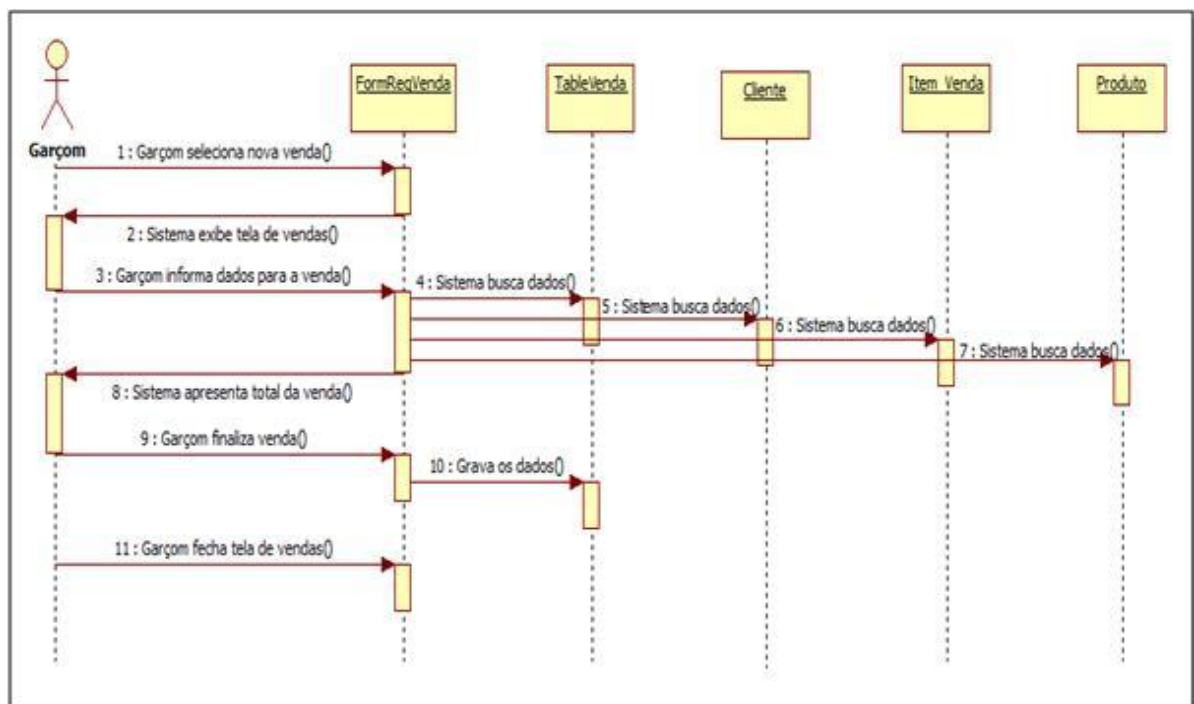 FormReqVenda
TableVenda
Cliente
Item_Venda
Produto
Garçom
1 : Garçom seleciona nova venda()
2 : Sistema exibe tela de vendas()
3 : Garçom informa dados para a venda()
4 : Sistema busca dados()
5 : Sistema busca dados()
6 : Sistema busca dados()
7 : Sistema busca dados()
8 : Sistema apresenta total da venda()
9 : Garçom finaliza venda()
10 : Grava os dados()
11 : Garçom fecha tela de vendas()